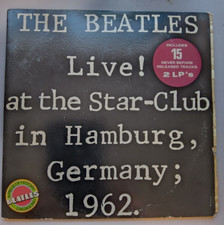 THE BEATLES
Live!
at the Star-Club
in Hamburg,
Germany;
1962.
INCLUDES
15
NEVER BEFORE
RELEASED TRACKS
2 LP's
BEATLES